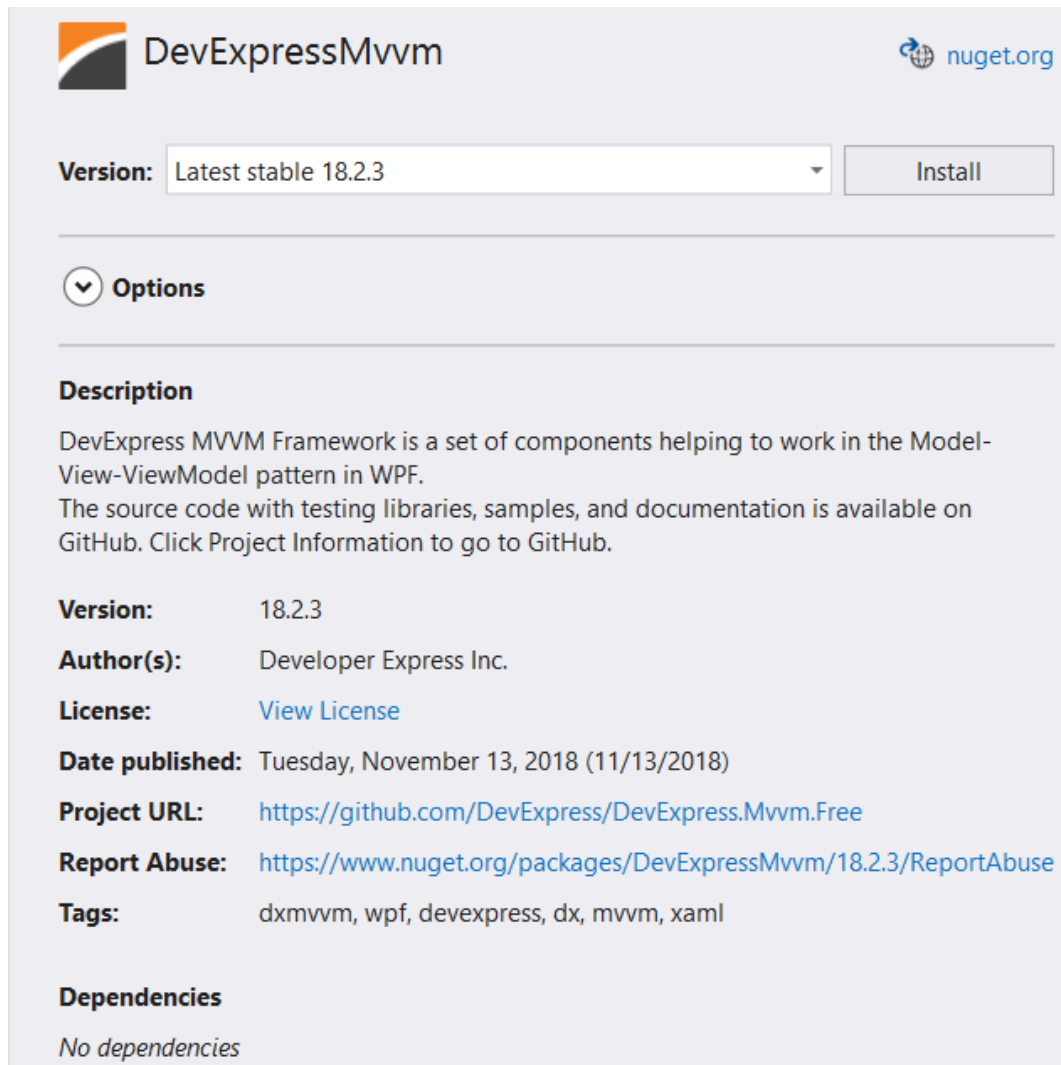 DevExpressMvvm
nuget.org
Version: Latest stable 18.2.3 Install
Options
Description
DevExpress MVVM Framework is a set of components helping to work in the Model-
View-ViewModel pattern in WPF.
The source code with testing libraries, samples, and documentation is available on
GitHub. Click Project Information to go to GitHub.
Version: 18.2.3
Author(s): Developer Express Inc.
License: View License
Date published: Tuesday, November 13, 2018 (11/13/2018)
Project URL: https://github.com/DevExpress/DevExpress.Mvvm.Free
Report Abuse: https://www.nuget.org/packages/DevExpressMvvm/18.2.3/ReportAbuse
Tags: dxmvvm, wpf, devexpress, dx, mvvm, xaml
Dependencies
No dependencies